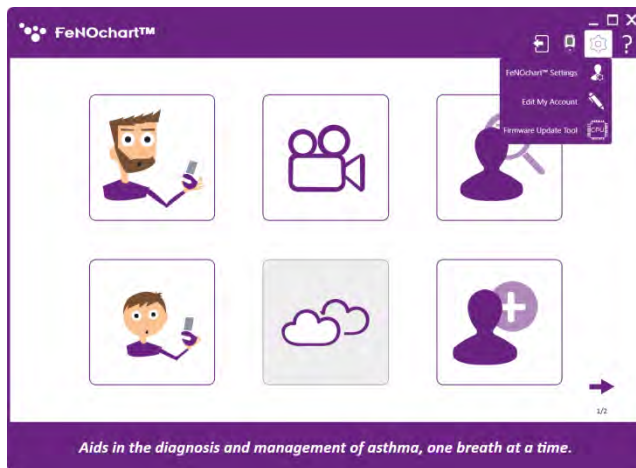 FeNOchart™
?
FeNOchart™ Settings
Edit My Account
Firmware Update Tool
CPU
1/2
Aids in the diagnosis and management of asthma, one breath at a time.